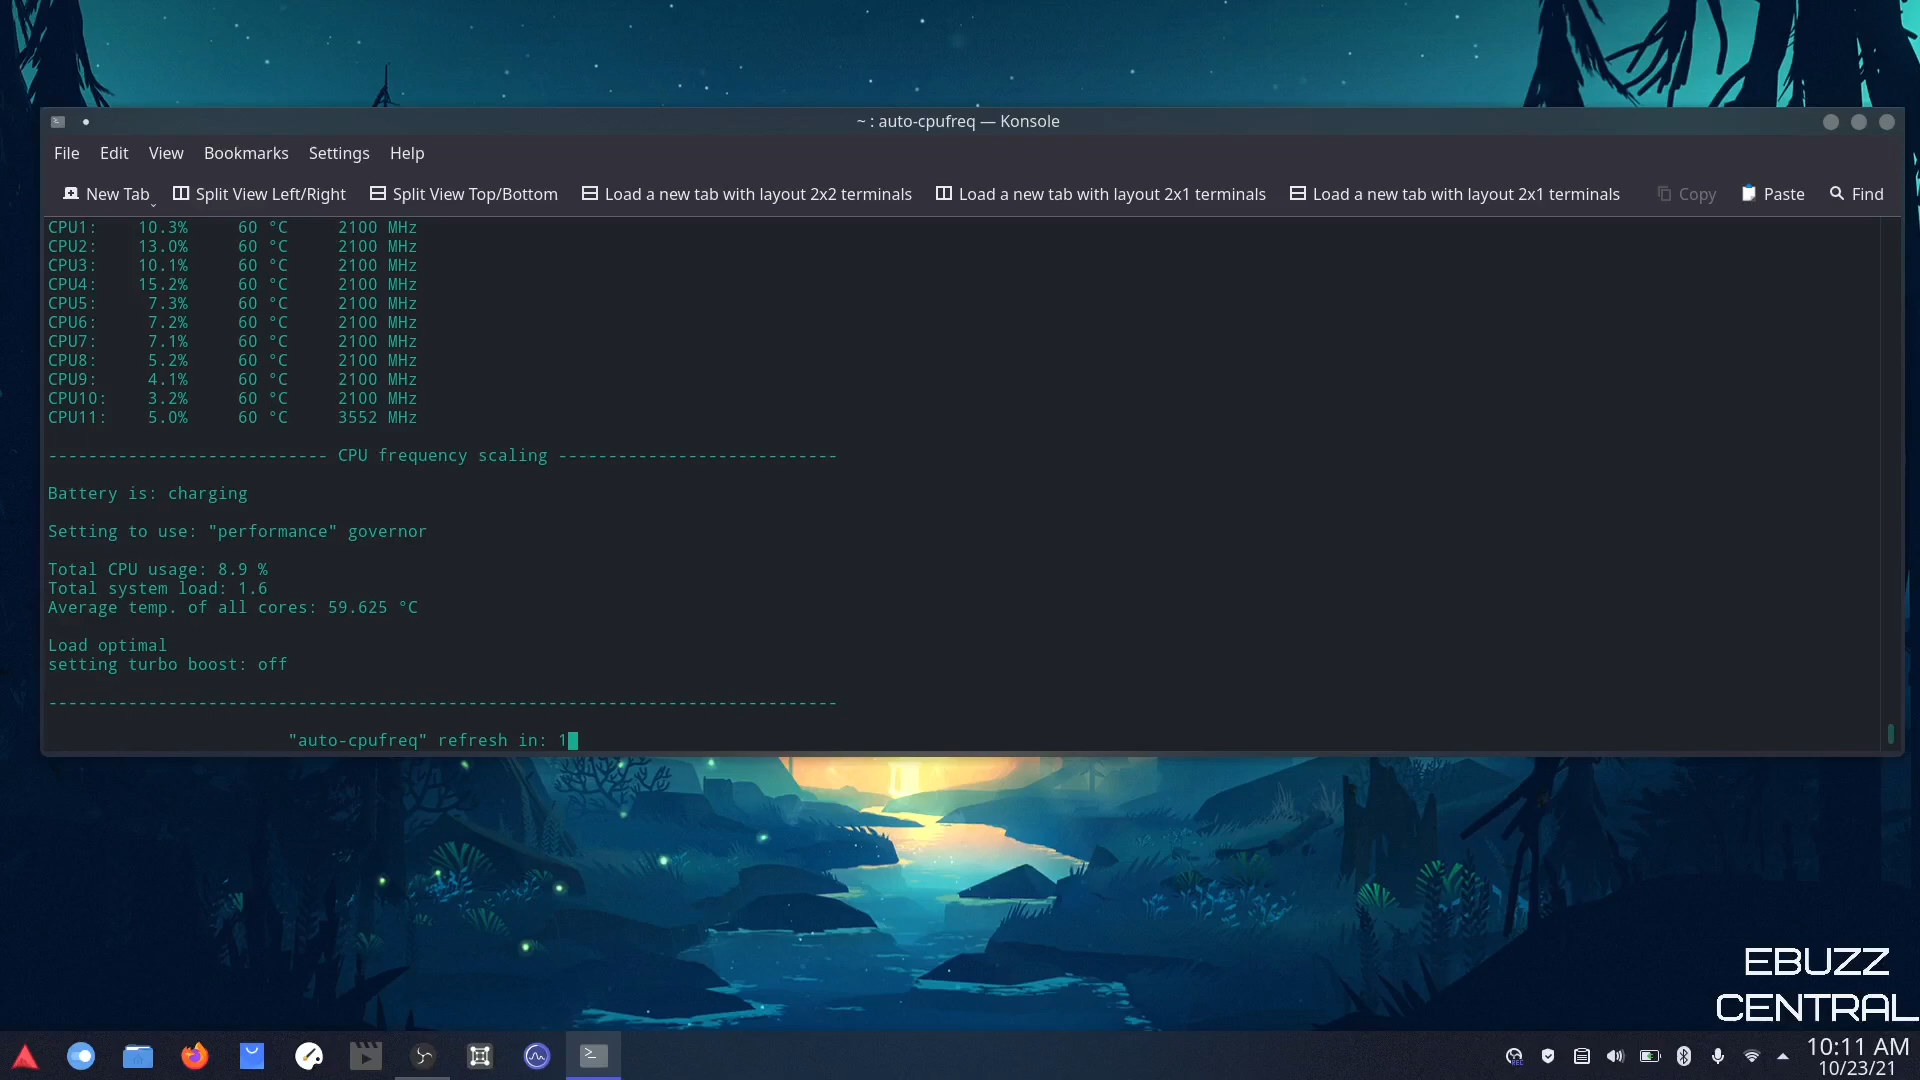 ~ : auto-cpufreq — Konsole
File Edit View Bookmarks Settings Help
New Tab Split View Left/Right Split View Top/Bottom Load a new tab with layout 2x2 terminals Load a new tab with layout 2x1 terminals Load a new tab with layout 2x1 terminals Copy Paste Find
CPU1: 10.3% 60 °C 2100 MHz
CPU2: 13.0% 60 °C 2100 MHz
CPU3: 10.1% 60 °C 2100 MHz
CPU4: 15.2% 60 °C 2100 MHz
CPU5: 7.3% 60 °C 2100 MHz
CPU6: 7.2% 60 °C 2100 MHz
CPU7: 7.1% 60 °C 2100 MHz
CPU8: 5.2% 60 °C 2100 MHz
CPU9: 4.1% 60 °C 2100 MHz
CPU10: 3.2% 60 °C 2100 MHz
CPU11: 5.0% 60 °C 3552 MHz
---------------------------- CPU frequency scaling ----------------------------
Battery is: charging
Setting to use: "performance" governor
Total CPU usage: 8.9 %
Total system load: 1.6
Average temp. of all cores: 59.625 °C
Load optimal
setting turbo boost: off
-------------------------------------------------------------------------------
"auto-cpufreq" refresh in: 1
EBUZZ
CENTRAL
10:11 AM
10/23/21